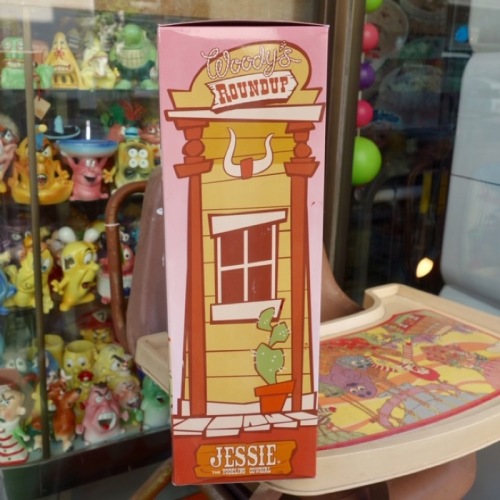 Woody's
ROUNDUP
JESSIE
THE YODELING COWGIRL